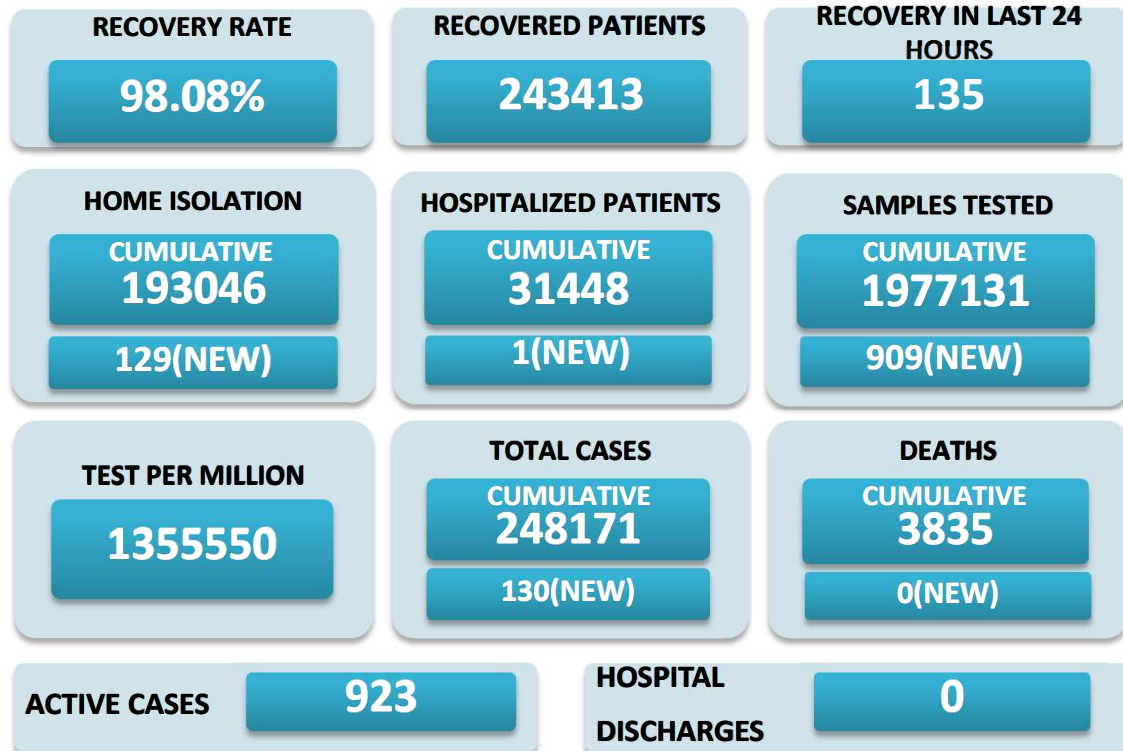 RECOVERY RATE
98.08%
RECOVERED PATIENTS
243413
RECOVERY IN LAST 24
HOURS
135
HOME ISOLATION
CUMULATIVE
193046
129(NEW)
HOSPITALIZED PATIENTS
CUMULATIVE
31448
1(NEW)
SAMPLES TESTED
CUMULATIVE
1977131
909(NEW)
TEST PER MILLION
1355550
TOTAL CASES
CUMULATIVE
248171
130(NEW)
DEATHS
CUMULATIVE
3835
0(NEW)
ACTIVE CASES
923
HOSPITAL
DISCHARGES
0